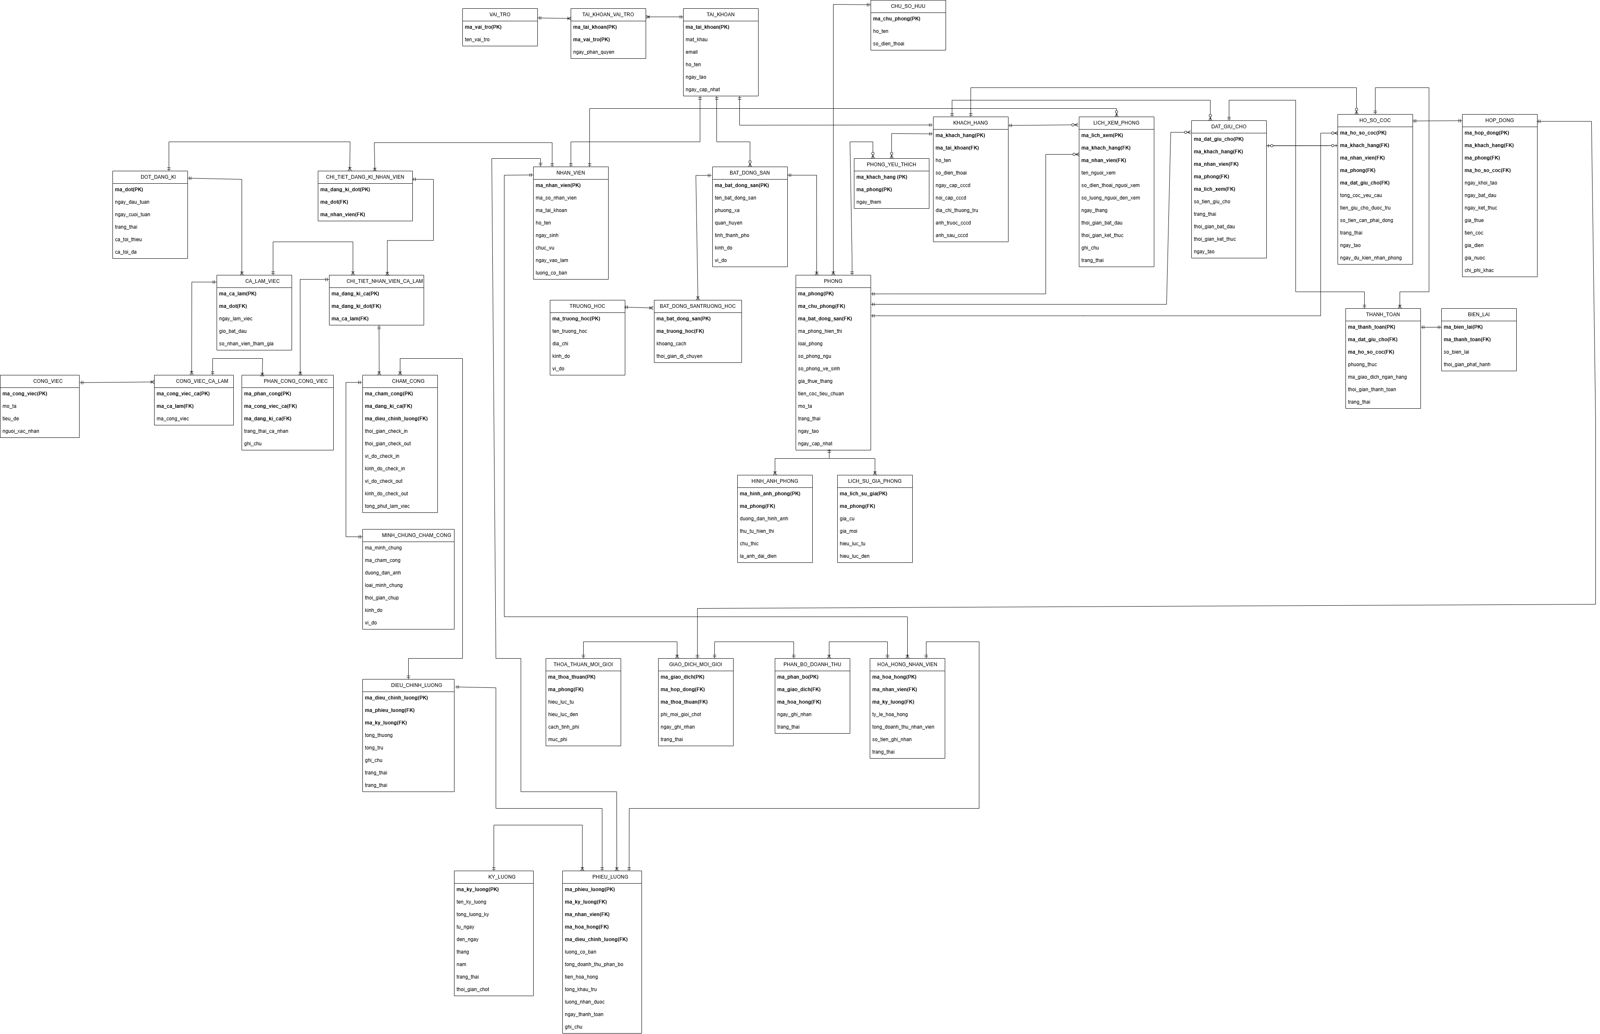 VAI_TRO
ma_vai_tro(PK)
ten_vai_tro
TAI_KHOAN_VAI_TRO
ma_tai_khoan(PK)
ma_vai_tro(PK)
ngay_phan_quyen
TAI_KHOAN
ma_tai_khoan(PK)
mat_khau
email
ho_ten
ngay_tao
ngay_cap_nhat
CHU_SO_HUU
ma_chu_phong(PK)
ho_ten
so_dien_thoai
DOT_DANG_KI
ma_dot(PK)
ngay_dau_tuan
ngay_cuoi_tuan
trang_thai
ca_toi_thieu
ca_toi_da
CHI_TIET_DANG_KI_NHAN_VIEN
ma_dang_ki_dot(PK)
ma_dot(FK)
ma_nhan_vien(FK)
NHAN_VIEN
ma_nhan_vien(PK)
ma_so_nhan_vien
ma_tai_khoan
ho_ten
ngay_sinh
chuc_vu
ngay_vao_lam
luong_co_ban
BAT_DONG_SAN
ma_bat_dong_san(PK)
ten_bat_dong_san
phuong_xa
quan_huyen
tinh_thanh_pho
kinh_do
vi_do
PHONG_YEU_THICH
ma_khach_hang (PK)
ma_phong(PK)
ngay_them
KHACH_HANG
ma_khach_hang(PK)
ma_tai_khoan(FK)
ho_ten
so_dien_thoai
ngay_cap_cccd
noi_cap_cccd
dia_chi_thuong_tru
anh_truoc_cccd
anh_sau_cccd
LICH_XEM_PHONG
ma_lich_xem(PK)
ma_khach_hang(FK)
ma_nhan_vien(FK)
ten_nguoi_xem
so_dien_thoai_nguoi_xem
so_luong_nguoi_den_xem
ngay_thang
thoi_gian_bat_dau
thoi_gian_ket_thuc
ghi_chu
trang_thai
DAT_GIU_CHO
ma_dat_giu_cho(PK)
ma_khach_hang(FK)
ma_nhan_vien(FK)
ma_phong(FK)
ma_lich_xem(FK)
so_tien_giu_cho
trang_thai
thoi_gian_bat_dau
thoi_gian_ket_thuc
ngay_tao
HO_SO_COC
ma_ho_so_coc(PK)
ma_khach_hang(FK)
ma_nhan_vien(FK)
ma_phong(FK)
ma_dat_giu_cho(FK)
tong_coc_yeu_cau
tien_giu_cho_duoc_tru
so_tien_can_phai_dong
trang_thai
ngay_tao
ngay_du_kien_nhan_phong
HOP_DONG
ma_hop_dong(PK)
ma_khach_hang(FK)
ma_phong(FK)
ma_ho_so_coc(FK)
ngay_khoi_tao
ngay_bat_dau
ngay_ket_thuc
gia_thue
tien_coc
gia_dien
gia_nuoc
chi_phi_khac
CA_LAM_VIEC
ma_ca_lam(PK)
ma_dot(FK)
ngay_lam_viec
gio_bat_dau
so_nhan_vien_tham_gia
CHI_TIET_NHAN_VIEN_CA_LAM
ma_dang_ki_ca(PK)
ma_dang_ki_dot(FK)
ma_ca_lam(FK)
TRUONG_HOC
ma_truong_hoc(PK)
ten_truong_hoc
dia_chi
kinh_do
vi_do
BAT_DONG_SANTRUONG_HOC
ma_bat_dong_san(PK)
ma_truong_hoc(FK)
khoang_cach
thoi_gian_di_chuyen
PHONG
ma_phong(PK)
ma_chu_phong(FK)
ma_bat_dong_san(FK)
ma_phong_hien_thi
loai_phong
so_phong_ngu
so_phong_ve_sinh
gia_thue_thang
tien_coc_tieu_chuan
mo_ta
trang_thai
ngay_tao
ngay_cap_nhat
THANH_TOAN
ma_thanh_toan(PK)
ma_dat_giu_cho(FK)
ma_ho_so_coc(FK)
phuong_thuc
ma_giao_dich_ngan_hang
thoi_gian_thanh_toan
trang_thai
BIEN_LAI
ma_bien_lai(PK)
ma_thanh_toan(FK)
so_bien_lai
thoi_gian_phat_hanh
CONG_VIEC
ma_cong_viec(PK)
mo_ta
tieu_de
nguoi_xac_nhan
CONG_VIEC_CA_LAM
ma_cong_viec_ca(PK)
ma_ca_lam(FK)
ma_cong_viec
PHAN_CONG_CONG_VIEC
ma_phan_cong(PK)
ma_cong_viec_ca(FK)
ma_dang_ki_ca(FK)
trang_thai_ca_nhan
ghi_chu
CHAM_CONG
ma_cham_cong(PK)
ma_dang_ki_ca(FK)
ma_dieu_chinh_luong(FK)
thoi_gian_check_in
thoi_gian_check_out
vi_do_check_in
kinh_do_check_in
vi_do_check_out
kinh_do_check_out
tong_phut_lam_viec
HINH_ANH_PHONG
ma_hinh_anh_phong(PK)
ma_phong(FK)
duong_dan_hinh_anh
thu_tu_hien_thi
chu_thic
la_anh_dai_dien
LICH_SU_GIA_PHONG
ma_lich_su_gia(PK)
ma_phong(FK)
gia_cu
gia_moi
hieu_luc_tu
hieu_luc_den
MINH_CHUNG_CHAM_CONG
ma_minh_chung
ma_cham_cong
duong_dan_anh
loai_minh_chung
thoi_gian_chup
kinh_do
vi_do
THOA_THUAN_MOI_GIOI
ma_thoa_thuan(PK)
ma_phong(FK)
hieu_luc_tu
hieu_luc_den
cach_tinh_phi
muc_phi
GIAO_DICH_MOI_GIOI
ma_giao_dich(PK)
ma_hop_dong(FK)
ma_thoa_thuan(FK)
phi_moi_gioi_chot
ngay_ghi_nhan
trang_thai
PHAN_BO_DOANH_THU
ma_phan_bo(PK)
ma_giao_dich(FK)
ma_hoa_hong(FK)
ngay_ghi_nhan
trang_thai
HOA_HONG_NHAN_VIEN
ma_hoa_hong(PK)
ma_nhan_vien(FK)
ma_ky_luong(FK)
ty_le_hoa_hong
tong_doanh_thu_nhan_vien
so_tien_ghi_nhan
trang_thai
DIEU_CHINH_LUONG
ma_dieu_chinh_luong(PK)
ma_phieu_luong(FK)
ma_ky_luong(FK)
tong_thuong
tong_tru
ghi_chu
trang_thai
trang_thai
KY_LUONG
ma_ky_luong(PK)
ten_ky_luong
tong_luong_ky
tu_ngay
den_ngay
thang
nam
trang_thai
thoi_gian_chot
PHIEU_LUONG
ma_phieu_luong(PK)
ma_ky_luong(FK)
ma_nhan_vien(FK)
ma_hoa_hong(FK)
ma_dieu_chinh_luong(FK)
luong_co_ban
tong_doanh_thu_phan_bo
tien_hoa_hong
tong_khau_tru
luong_nhan_duoc
ngay_thanh_toan
ghi_chu